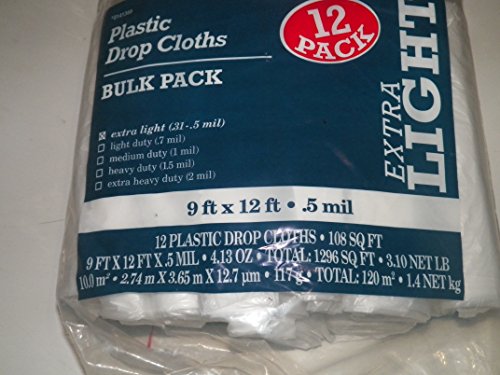 Plastic
Drop Cloths
12
PACK
BULK PACK
extra light (31-.5 mil)
light duty (.7 mil)
medium duty (1 mil)
heavy duty (1.5 mil)
extra heavy duty (2 mil)
EXTRA
LIGHT
9 ft x 12 ft • .5 mil
12 PLASTIC DROP CLOTHS • 108 SQ FT
9 FT X 12 FT X .5 MIL • 4.13 OZ • TOTAL: 1296 SQ FT • 3.10 NET LB
10.0 m² • 2.74 m X 3.65 m X 12.7 µm • 117 g • TOTAL: 120 m² • 1.4 NET kg